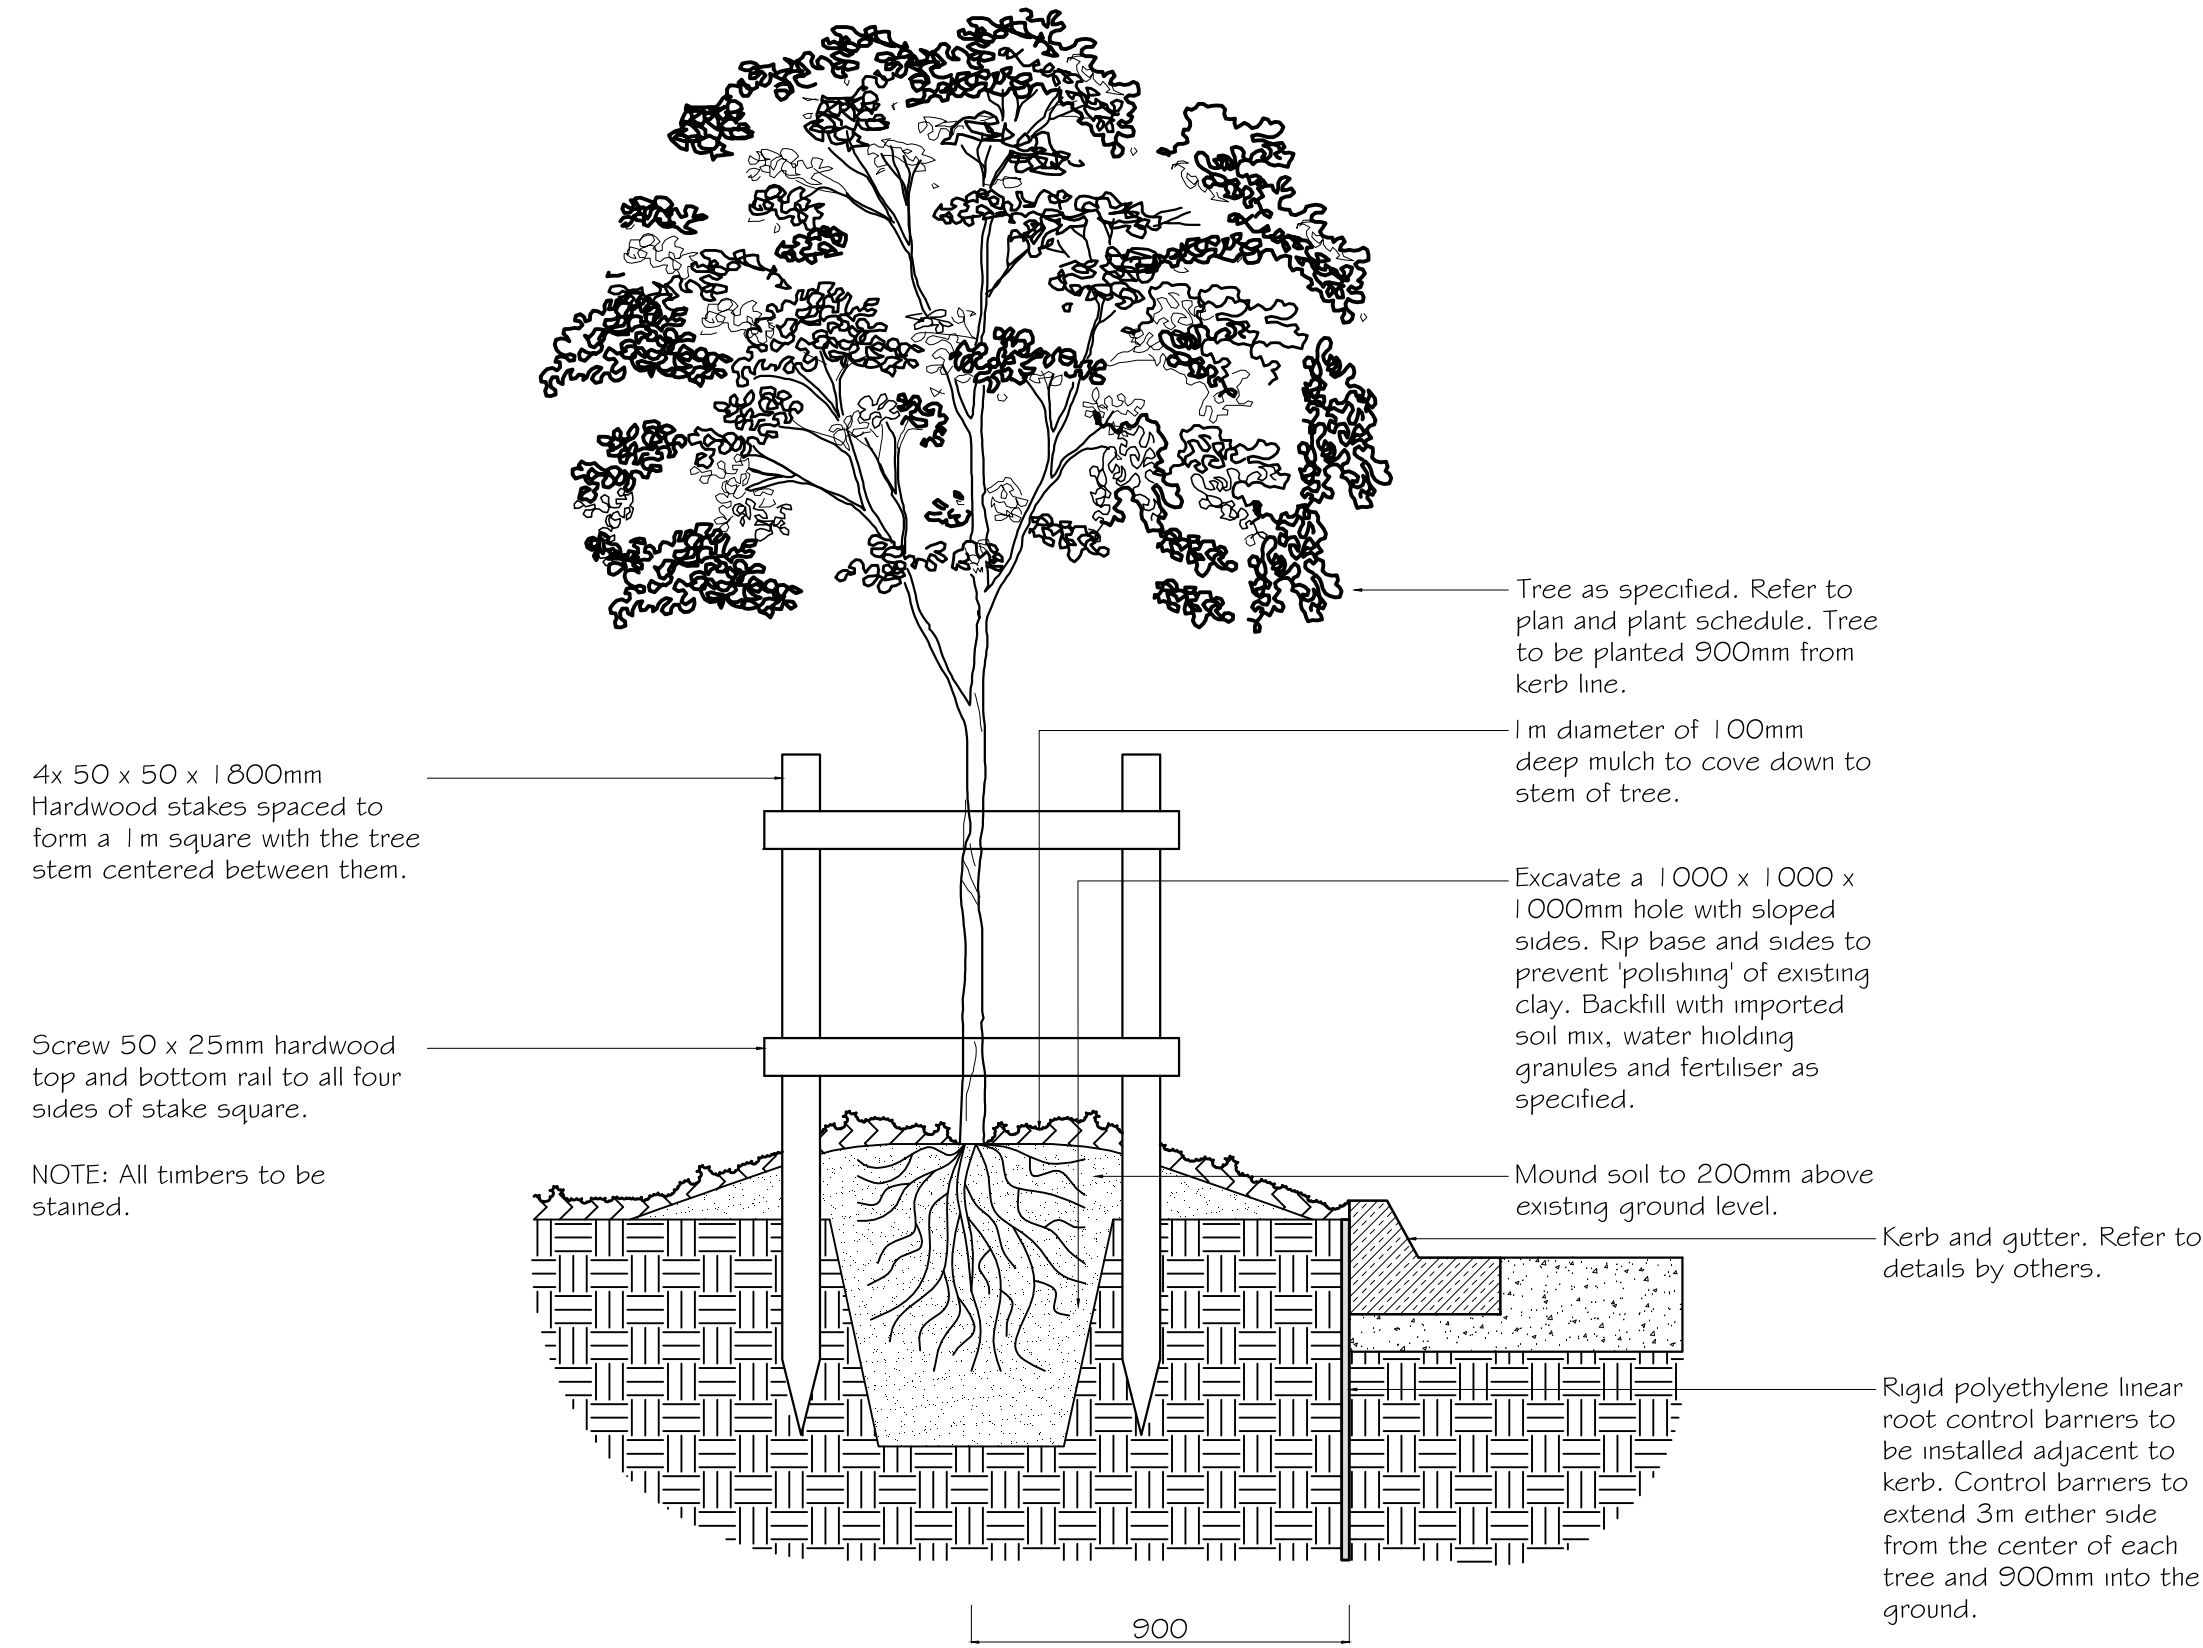 Tree as specified. Refer to
plan and plant schedule. Tree
to be planted 900mm from
kerb line.
1m diameter of 100mm
deep mulch to cove down to
stem of tree.
4x 50 x 50 x 1800mm
Hardwood stakes spaced to
form a 1m square with the tree
stem centered between them.
Excavate a 1000 x 1000 x
1000mm hole with sloped
sides. Rip base and sides to
prevent 'polishing' of existing
clay. Backfill with imported
soil mix, water hiolding
granules and fertiliser as
specified.
Screw 50 x 25mm hardwood
top and bottom rail to all four
sides of stake square.
NOTE: All timbers to be
stained.
Mound soil to 200mm above
existing ground level.
Kerb and gutter. Refer to
details by others.
Rigid polyethylene linear
root control barriers to
be installed adjacent to
kerb. Control barriers to
extend 3m either side
from the center of each
tree and 900mm into the
ground.
900